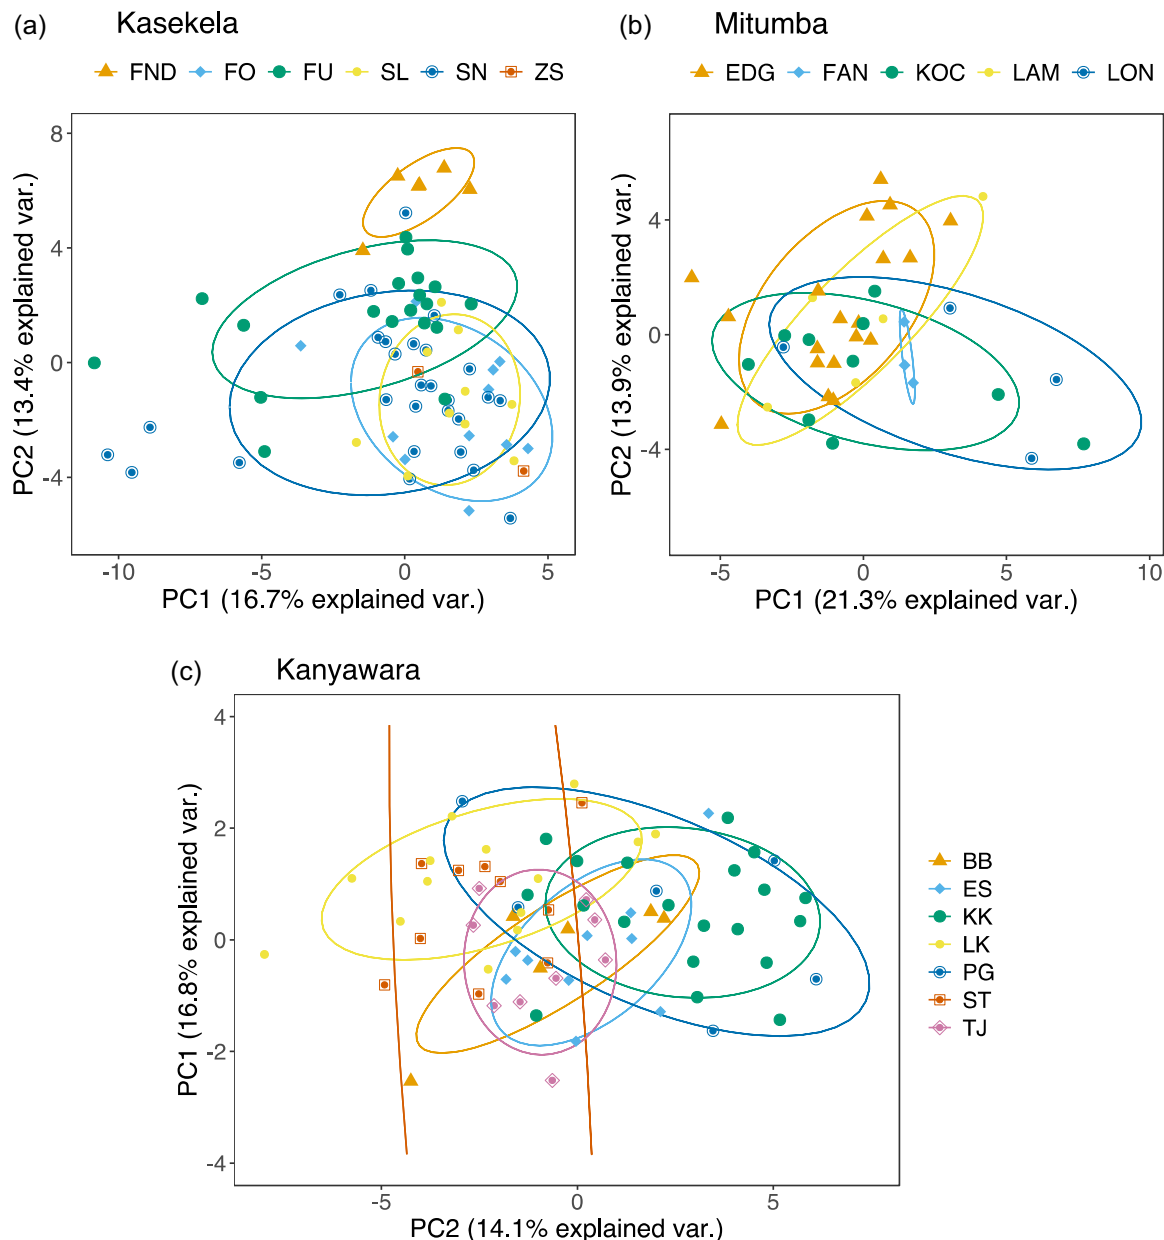 (a) Kasekela
FND FO FU SL SN ZS
8
4
0
-4
PC2 (13.4% explained var.)
-10 -5 0 5
PC1 (16.7% explained var.)
(b) Mitumba
EDG FAN KOC LAM LON
4
0
-4
PC2 (13.9% explained var.)
-5 0 5 10
PC1 (21.3% explained var.)
(c) Kanyawara
4
2
0
-2
-4
PC1 (16.8% explained var.)
-5 0 5
PC2 (14.1% explained var.)
BB
ES
KK
LK
PG
ST
TJ